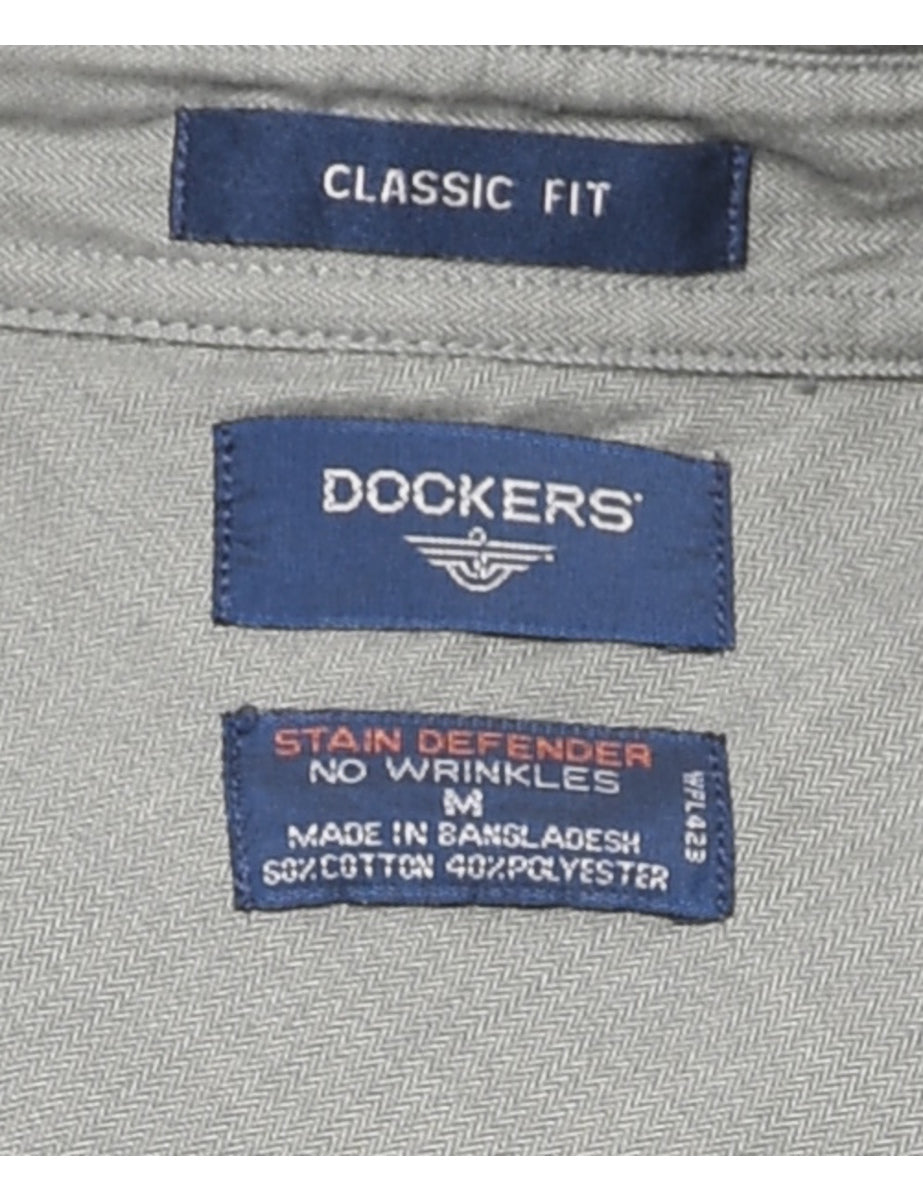 CLASSIC FIT
DOCKERS
STAIN DEFENDER
NO WRINKLES
M
MADE IN BANGLADESH
60% COTTON 40% POLYESTER
WPL423